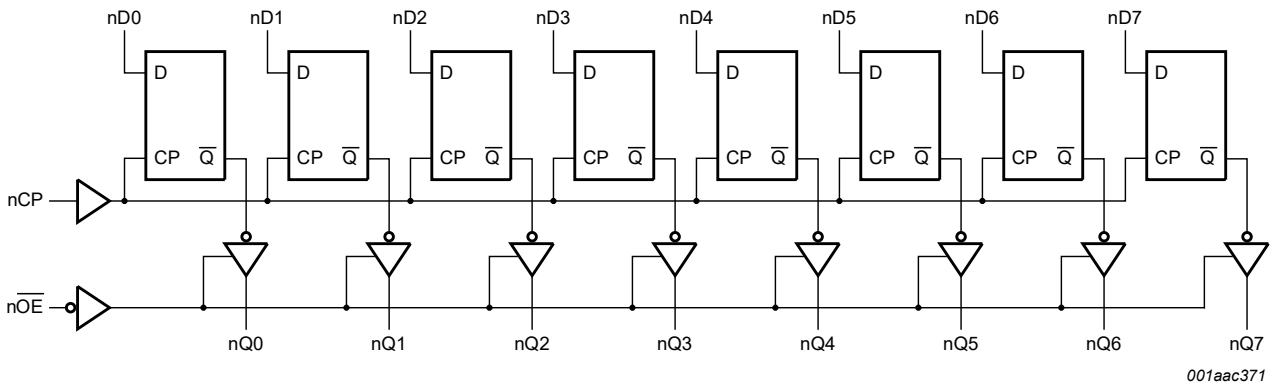 nD0 nD1 nD2 nD3 nD4 nD5 nD6 nD7
D D D D D D D D
CP Q̅ CP Q̅ CP Q̅ CP Q̅ CP Q̅ CP Q̅ CP Q̅ CP Q̅
nCP
nO̅E̅
nQ0 nQ1 nQ2 nQ3 nQ4 nQ5 nQ6 nQ7
001aac371